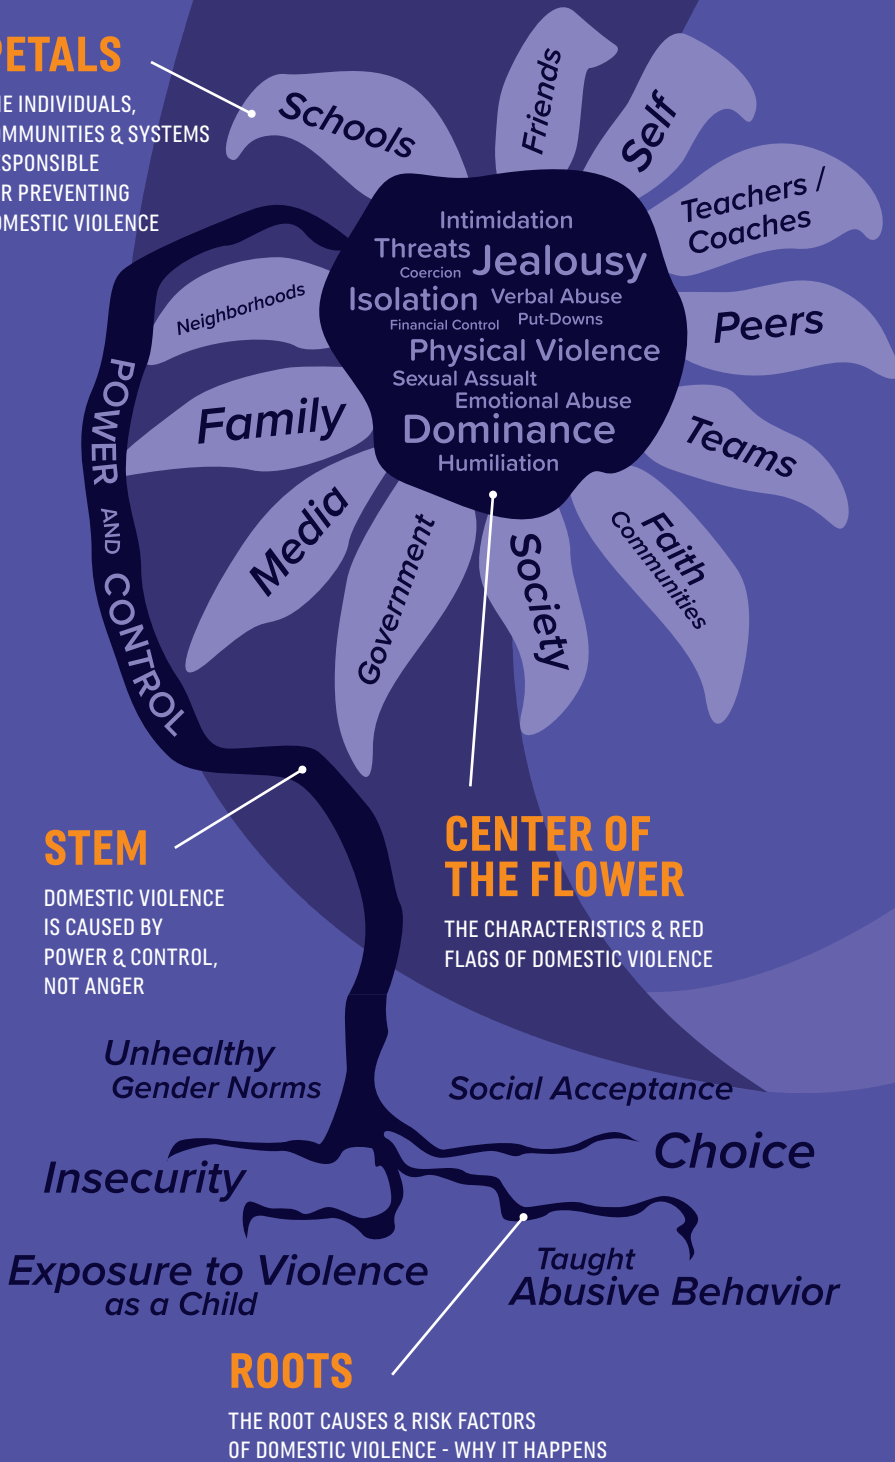 PETALS
HE INDIVIDUALS,
OMMUNITIES & SYSTEMS
ESPONSIBLE
R PREVENTING
OMESTIC VIOLENCE
Schools
Friends
Self
Teachers /
Coaches
Peers
Teams
Faith
Communities
Society
Government
Media
Family
Neighborhoods
Intimidation
Threats
Jealousy
Coercion
Isolation
Verbal Abuse
Financial Control
Put-Downs
Physical Violence
Sexual Assualt
Emotional Abuse
Dominance
Humiliation
POWER AND CONTROL
STEM
DOMESTIC VIOLENCE
IS CAUSED BY
POWER & CONTROL,
NOT ANGER
CENTER OF
THE FLOWER
THE CHARACTERISTICS & RED
FLAGS OF DOMESTIC VIOLENCE
Unhealthy
Gender Norms
Social Acceptance
Insecurity
Choice
Exposure to Violence
as a Child
Taught
Abusive Behavior
ROOTS
THE ROOT CAUSES & RISK FACTORS
OF DOMESTIC VIOLENCE - WHY IT HAPPENS